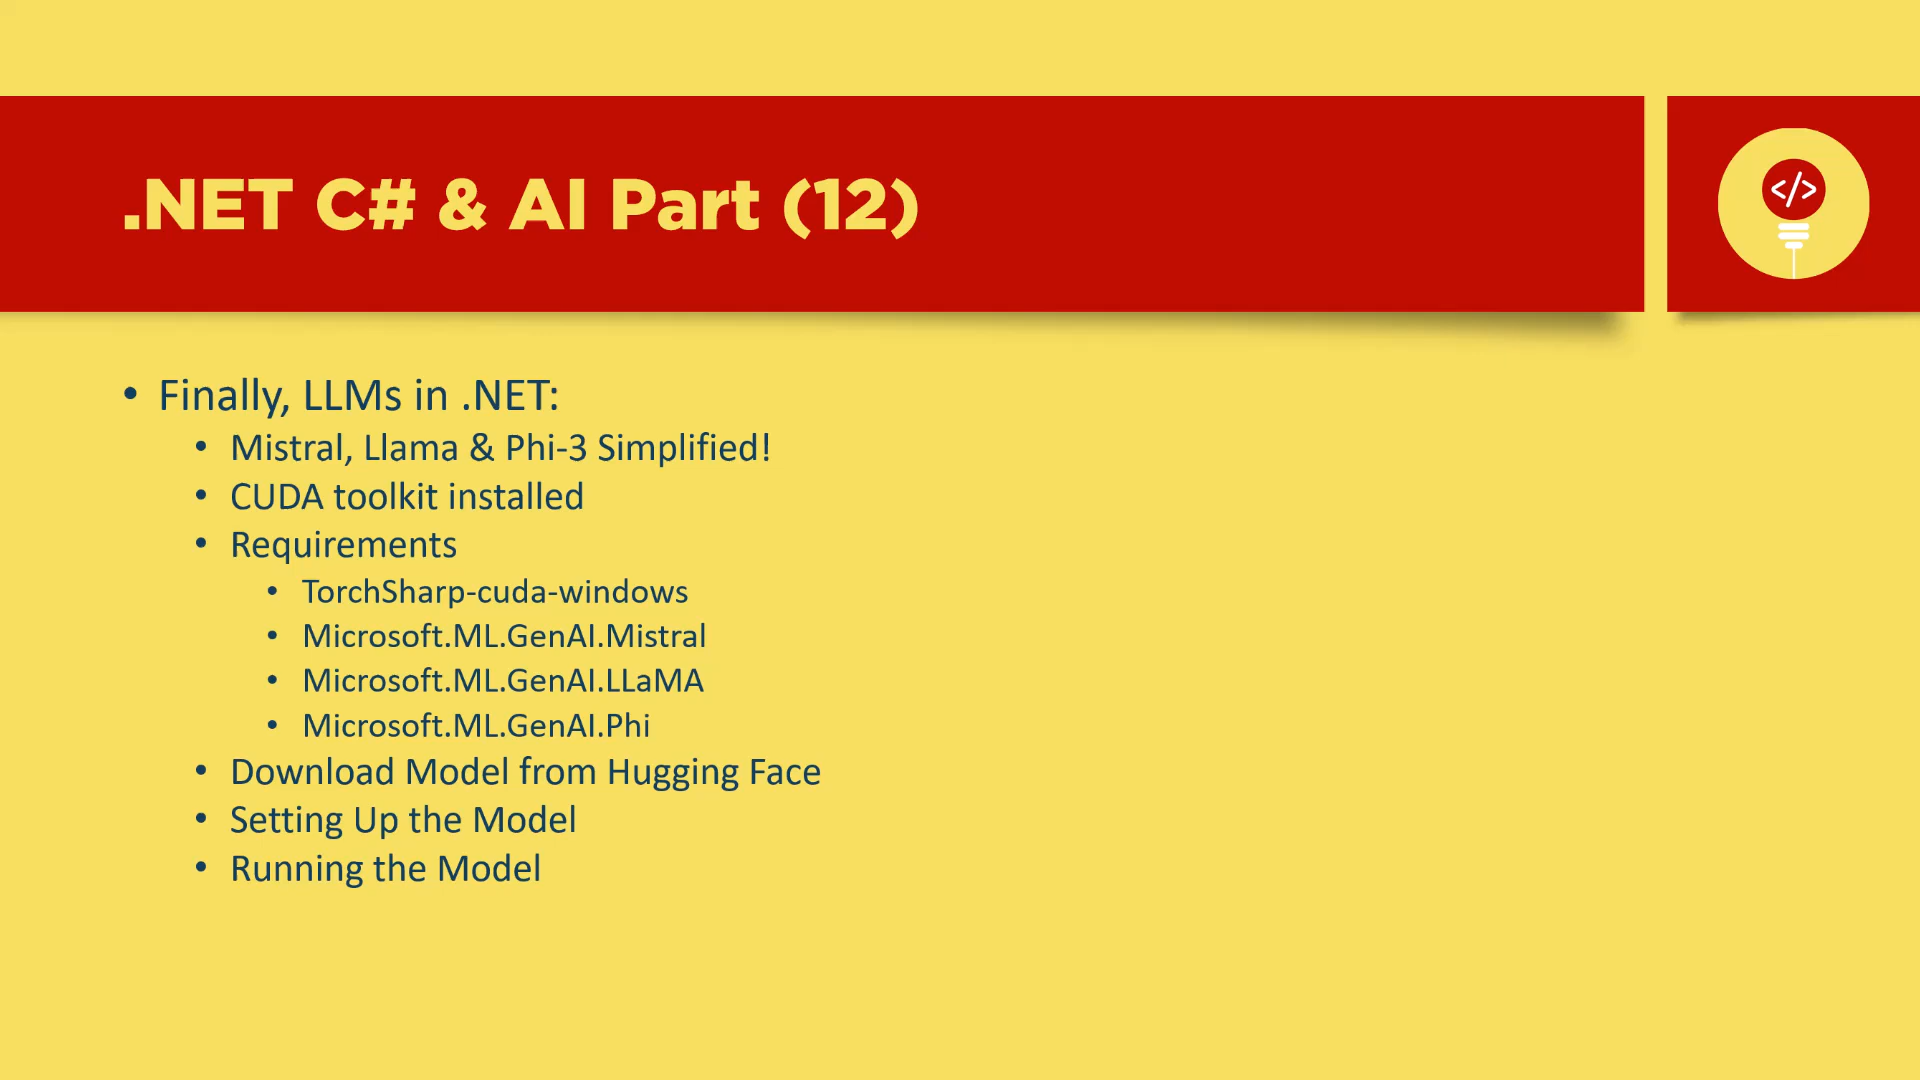 .NET C# & AI Part (12)
</>
• Finally, LLMs in .NET:
• Mistral, Llama & Phi-3 Simplified!
• CUDA toolkit installed
• Requirements
• TorchSharp-cuda-windows
• Microsoft.ML.GenAI.Mistral
• Microsoft.ML.GenAI.LLaMA
• Microsoft.ML.GenAI.Phi
• Download Model from Hugging Face
• Setting Up the Model
• Running the Model